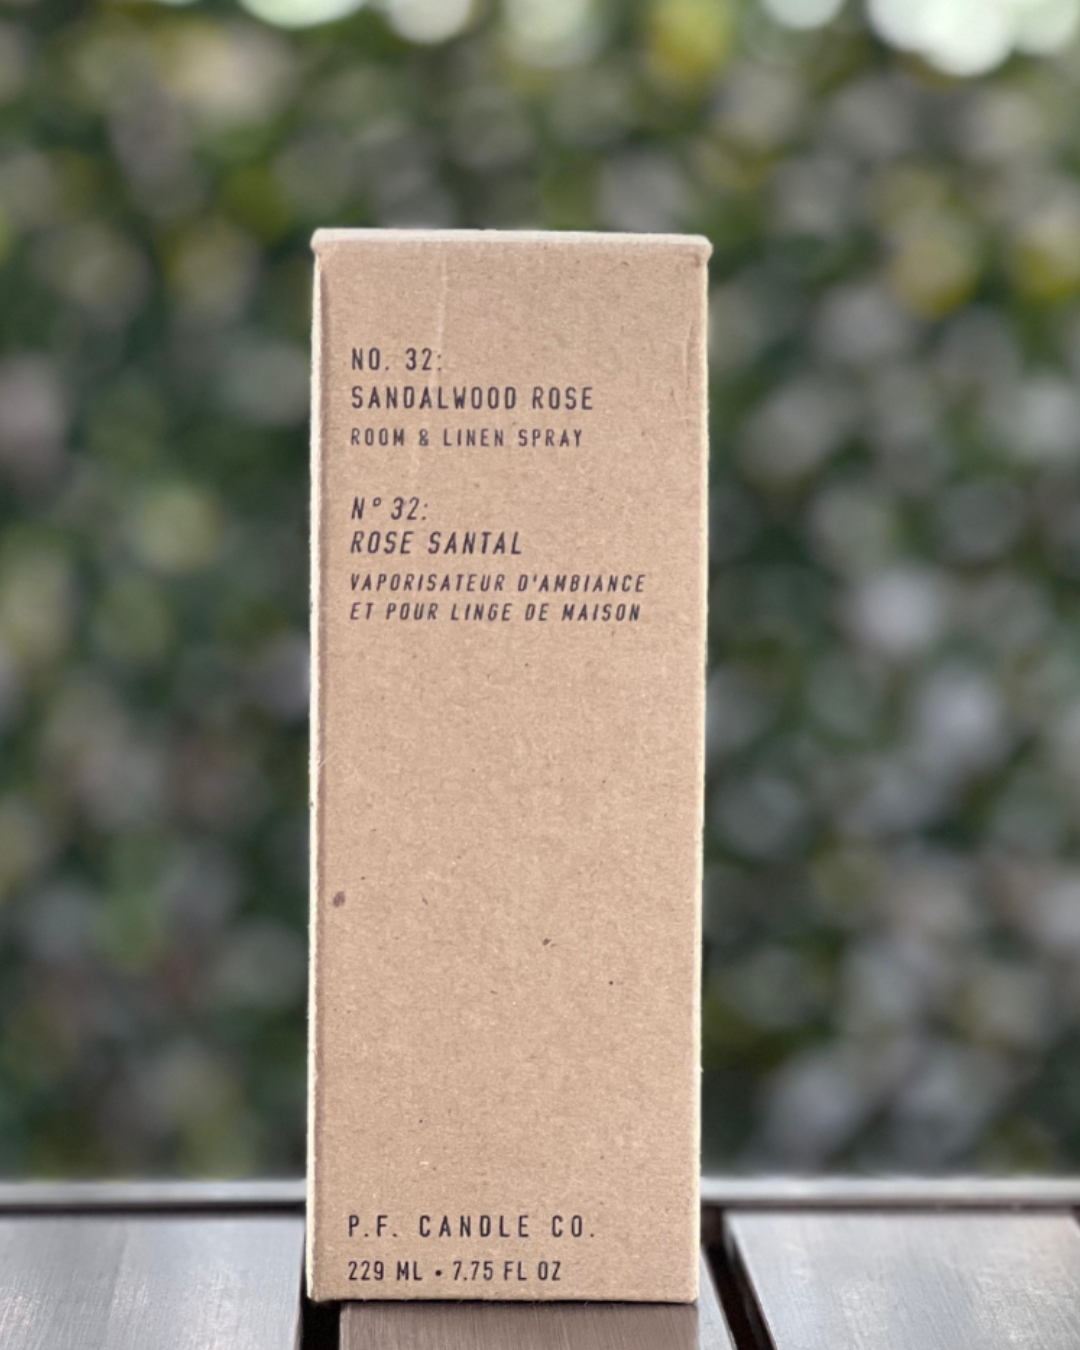 NO. 32:
SANDALWOOD ROSE
ROOM & LINEN SPRAY
N° 32:
ROSE SANTAL
VAPORISATEUR D'AMBIANCE
ET POUR LINGE DE MAISON
P.F. CANDLE CO.
229 ML • 7.75 FL OZ